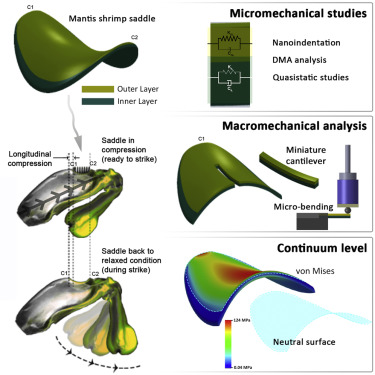 Mantis shrimp saddle
C1
C2
Outer Layer
Inner Layer
Saddle in
compression
(ready to strike)
Longitudinal
compression
C1
C2
Saddle back to
relaxed condition
(during strike)
C1
C2
Micromechanical studies
Nanoindentation
DMA analysis
Quasistatic studies
Macromechanical analysis
C1
Miniature
cantilever
Micro-bending
Continuum level
von Mises
124 MPa
0.04 MPa
Neutral surface